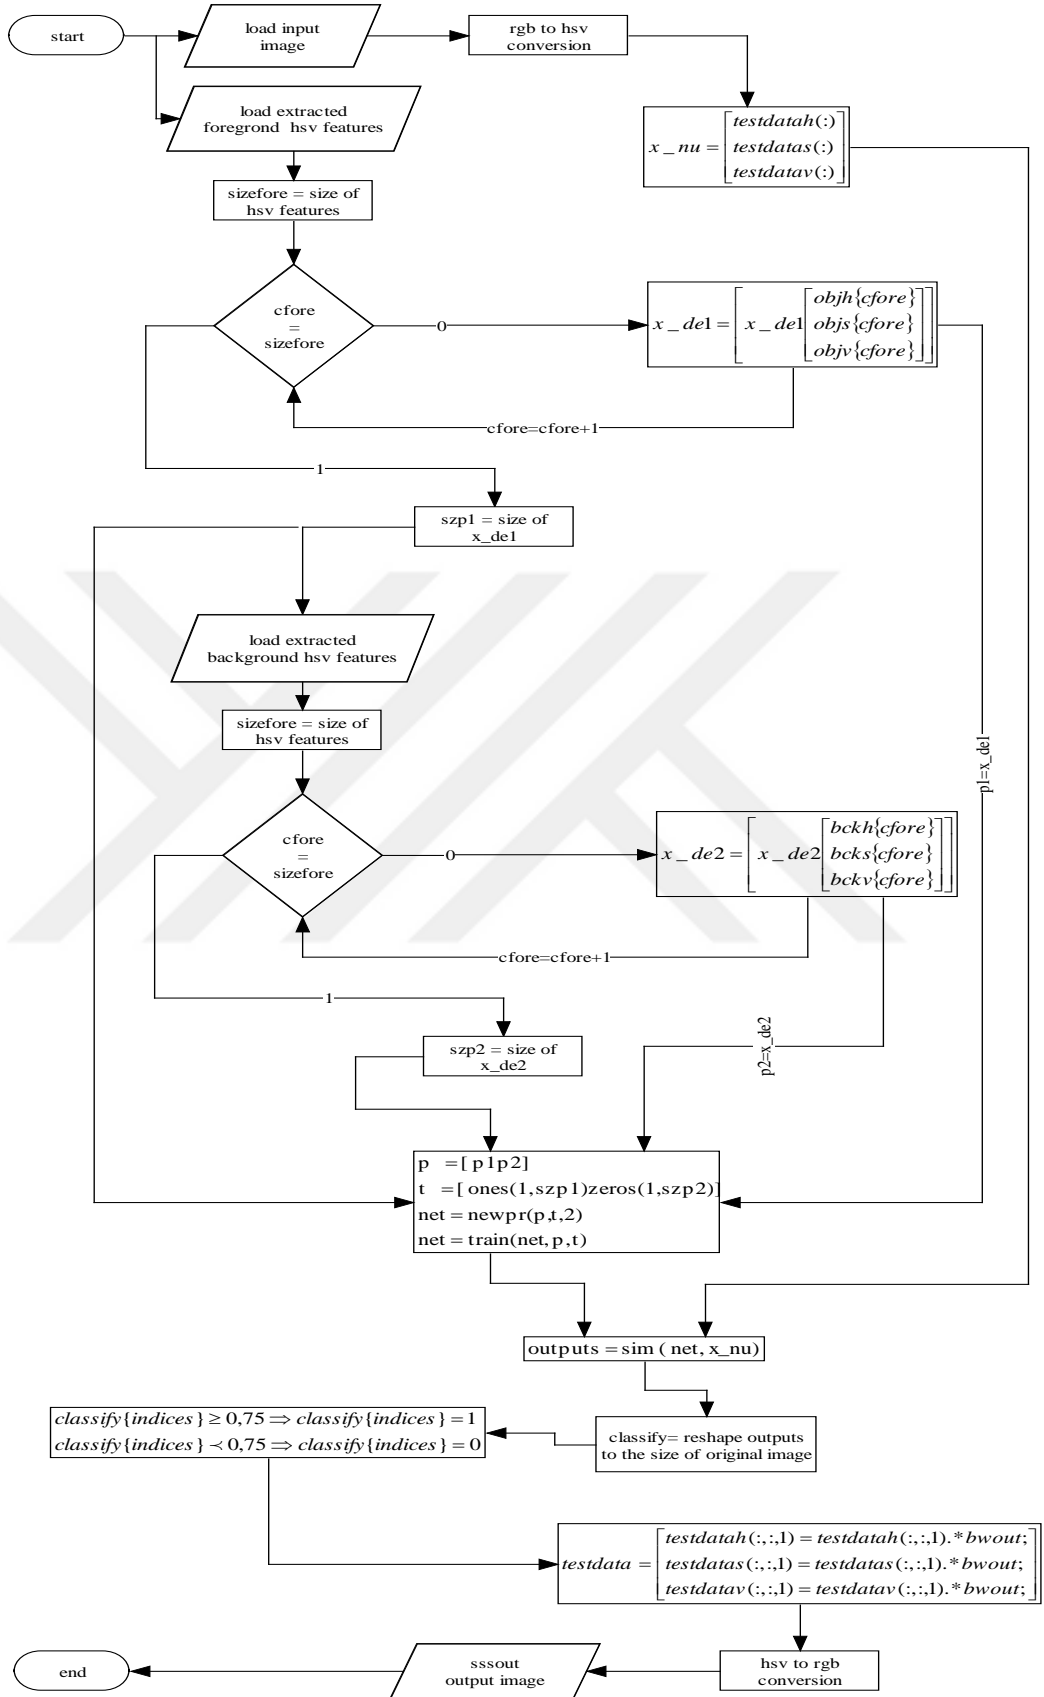 start
load input
image
rgb to hsv
conversion
load extracted
foregrond hsv features
x_nu = [testdatah(:)
testdatas(:)
testdatav(:)]
sizefore = size of
hsv features
cfore
=
sizefore
0
x_de1 = [x_de1 [objh{cfore}
objs{cfore}
objv{cfore}]]
cfore=cfore+1
1
szp1 = size of
x_de1
load extracted
background hsv features
sizefore = size of
hsv features
p1=x_de1
cfore
=
sizefore
0
x_de2 = [x_de2 [bckh{cfore}
bcks{cfore}
bckv{cfore}]]
cfore=cfore+1
1
szp2 = size of
x_de2
p2=x_de2
p =[p1p2]
t =[ones(1,szp1)zeros(1,szp2)]
net = newpr(p,t,2)
net = train(net,p,t)
outputs = sim ( net, x_nu)
classify{indices} ≥ 0,75 ⇒ classify{indices} = 1
classify{indices} ≺ 0,75 ⇒ classify{indices} = 0
classify= reshape outputs
to the size of original image
testdata = [testdatah(:,:,1) = testdatah(:,:,1).*bwout;
testdatas(:,:,1) = testdatas(:,:,1).*bwout;
testdatav(:,:,1) = testdatav(:,:,1).*bwout;]
hsv to rgb
conversion
sssout
output image
end